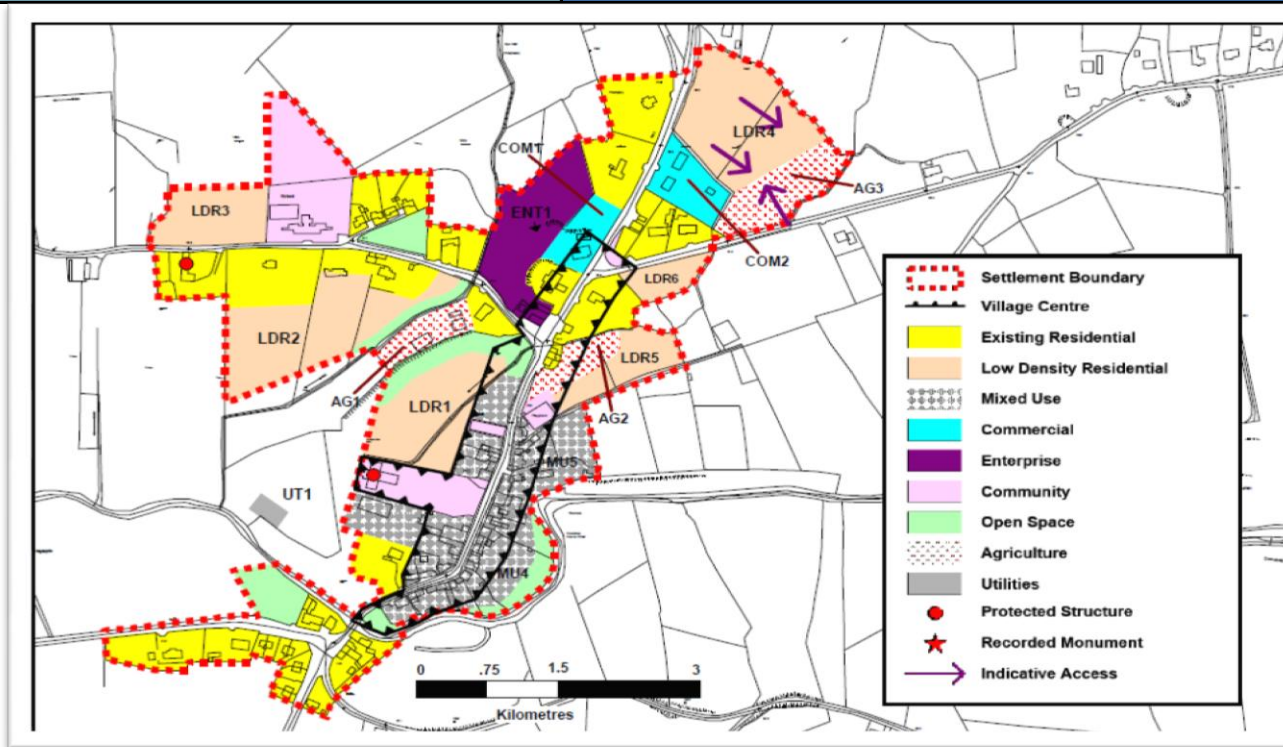 COM1
LDR4
LDR3
AG3
ENT1
COM2
LDR6
LDR2
LDR5
AG1
LDR1
AG2
MU5
UT1
MU4
0 .75 1.5 3
Kilometres
Settlement Boundary
Village Centre
Existing Residential
Low Density Residential
Mixed Use
Commercial
Enterprise
Community
Open Space
Agriculture
Utilities
Protected Structure
Recorded Monument
Indicative Access